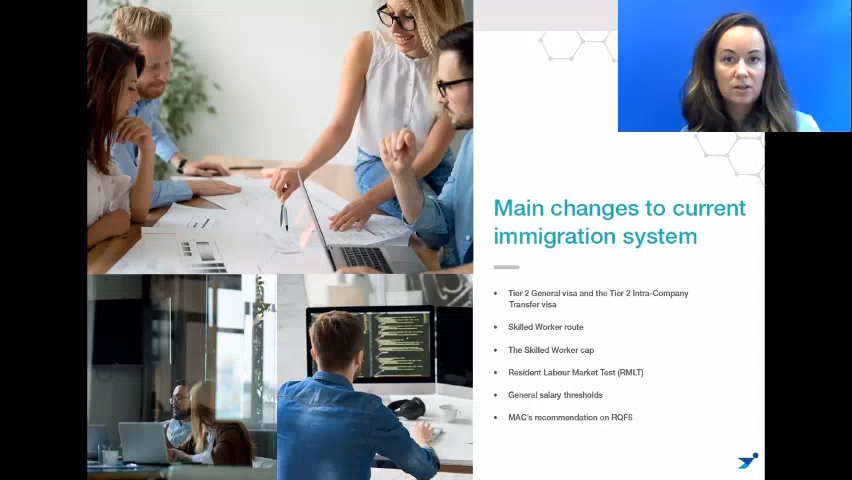 Main changes to current
immigration system
• Tier 2 General visa and the Tier 2 Intra-Company
Transfer visa
• Skilled Worker route
• The Skilled Worker cap
• Resident Labour Market Test (RMLT)
• General salary thresholds
• MAC's recommendation on RQF6